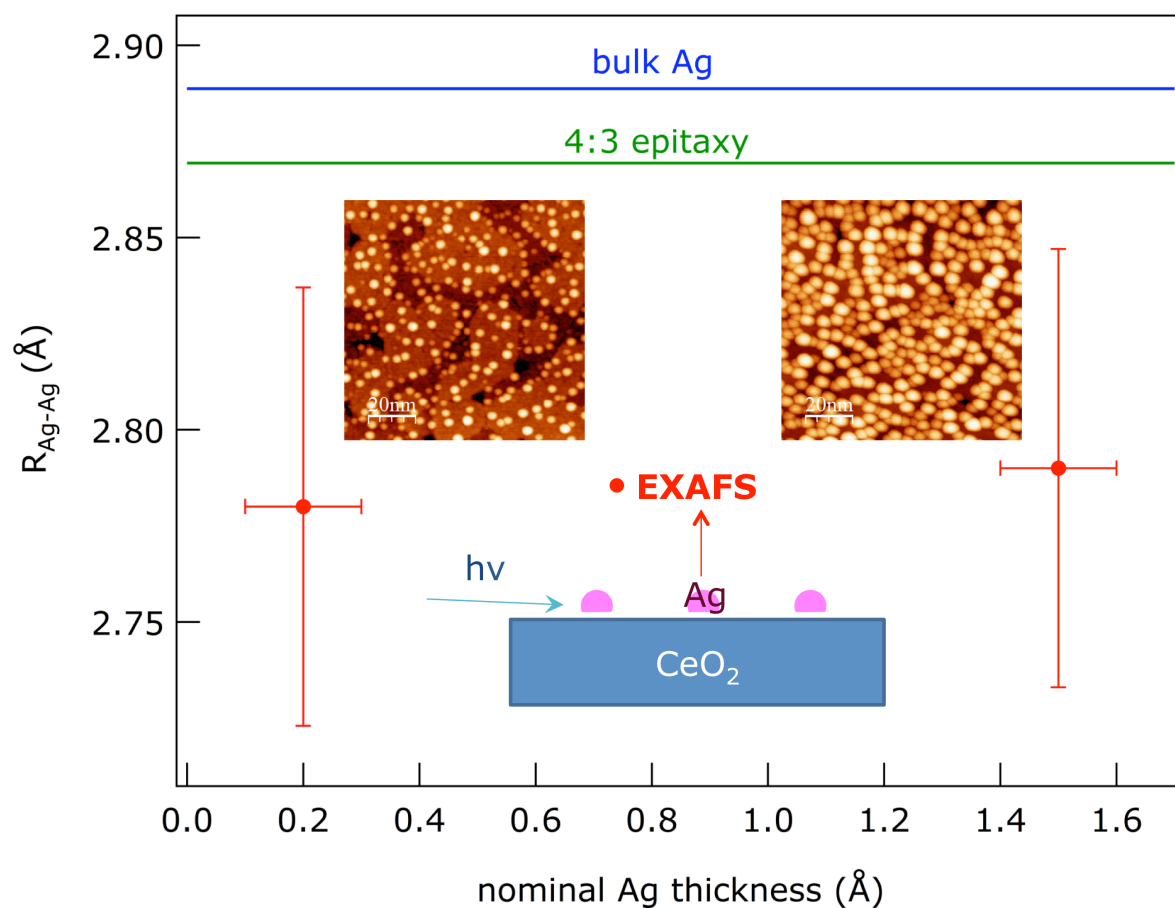 2.90
bulk Ag
4:3 epitaxy
2.85
R_Ag-Ag (Å)
20nm
20nm
2.80
EXAFS
hν
Ag
2.75
CeO₂
0.0 0.2 0.4 0.6 0.8 1.0 1.2 1.4 1.6
nominal Ag thickness (Å)